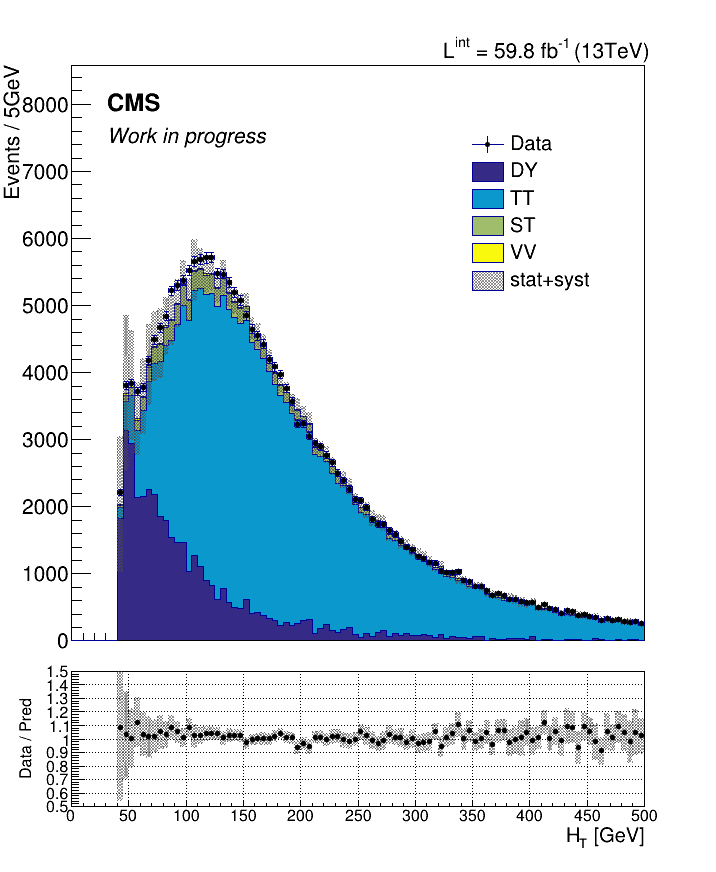 L^int = 59.8 fb^-1 (13TeV)
Events / 5GeV
8000
7000
6000
5000
4000
3000
2000
1000
0
CMS
Work in progress
Data
DY
TT
ST
VV
stat+syst
Data / Pred
1.5
1.4
1.3
1.2
1.1
1
0.9
0.8
0.7
0.6
0.5
0 50 100 150 200 250 300 350 400 450 500
H_T [GeV]